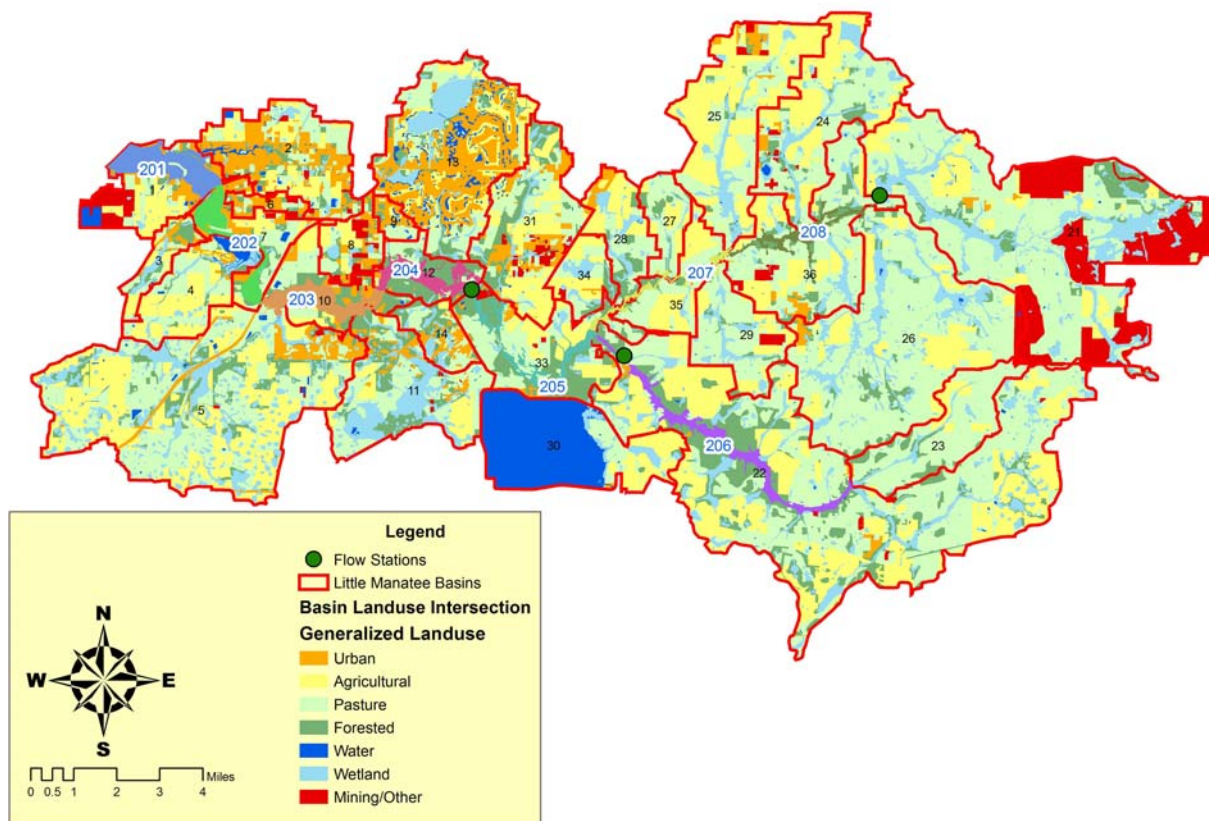 25
24
201
2
13
1
6
9
21
3
202
7
8
31
27
28
208
4
204
12
34
207
36
203
10
35
14
33
29
26
5
11
205
30
206
22
23
Legend
Flow Stations
Little Manatee Basins
Basin Landuse Intersection
Generalized Landuse
Urban
Agricultural
Pasture
Forested
Water
Wetland
Mining/Other
N
W E
S
Miles
0 0.5 1 2 3 4